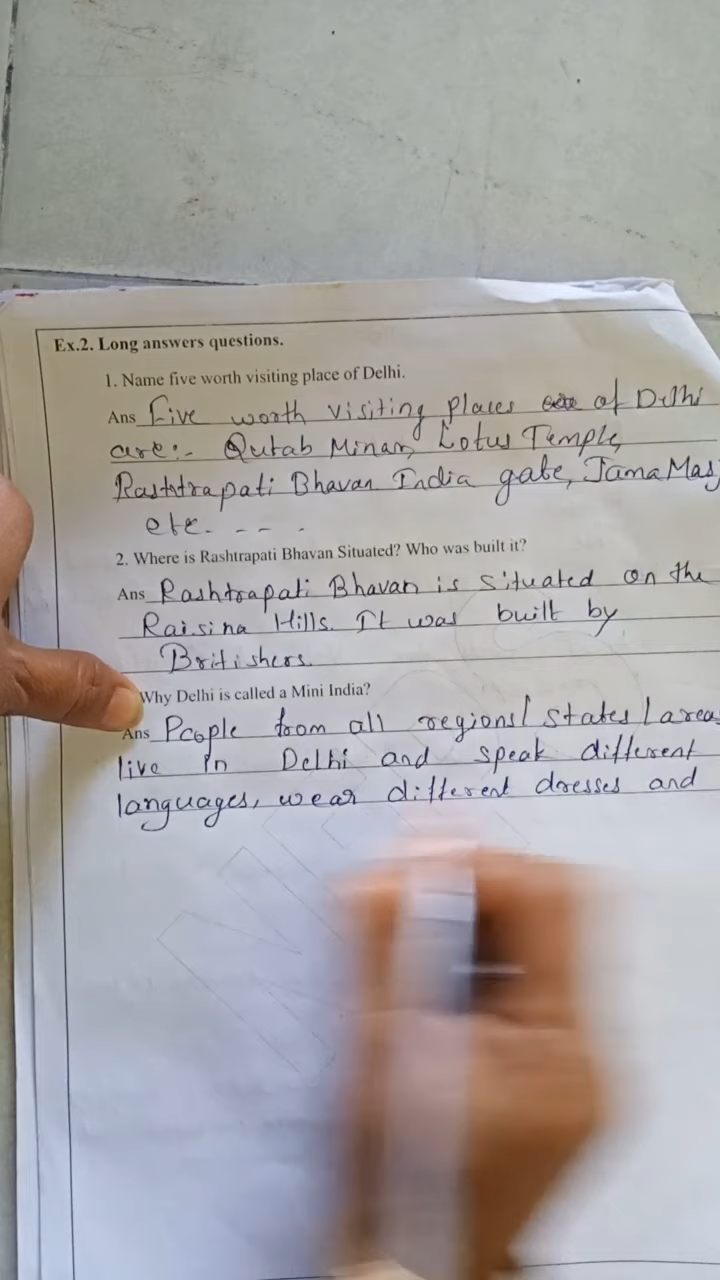 Ex.2. Long answers questions.
1. Name five worth visiting place of Delhi.
Ans Five worth visiting places of Delhi
are:- Qutab Minar, Lotus Temple,
Rashtrapati Bhavan India gate, Jama Masj
etc. - - -
2. Where is Rashtrapati Bhavan Situated? Who was built it?
Ans Rashtrapati Bhavan is situated on the
Raisina Hills. It was built by
Britishers.
Why Delhi is called a Mini India?
Ans People from all regions/ states/area
live in Delhi and speak different
languages, wear different dresses and